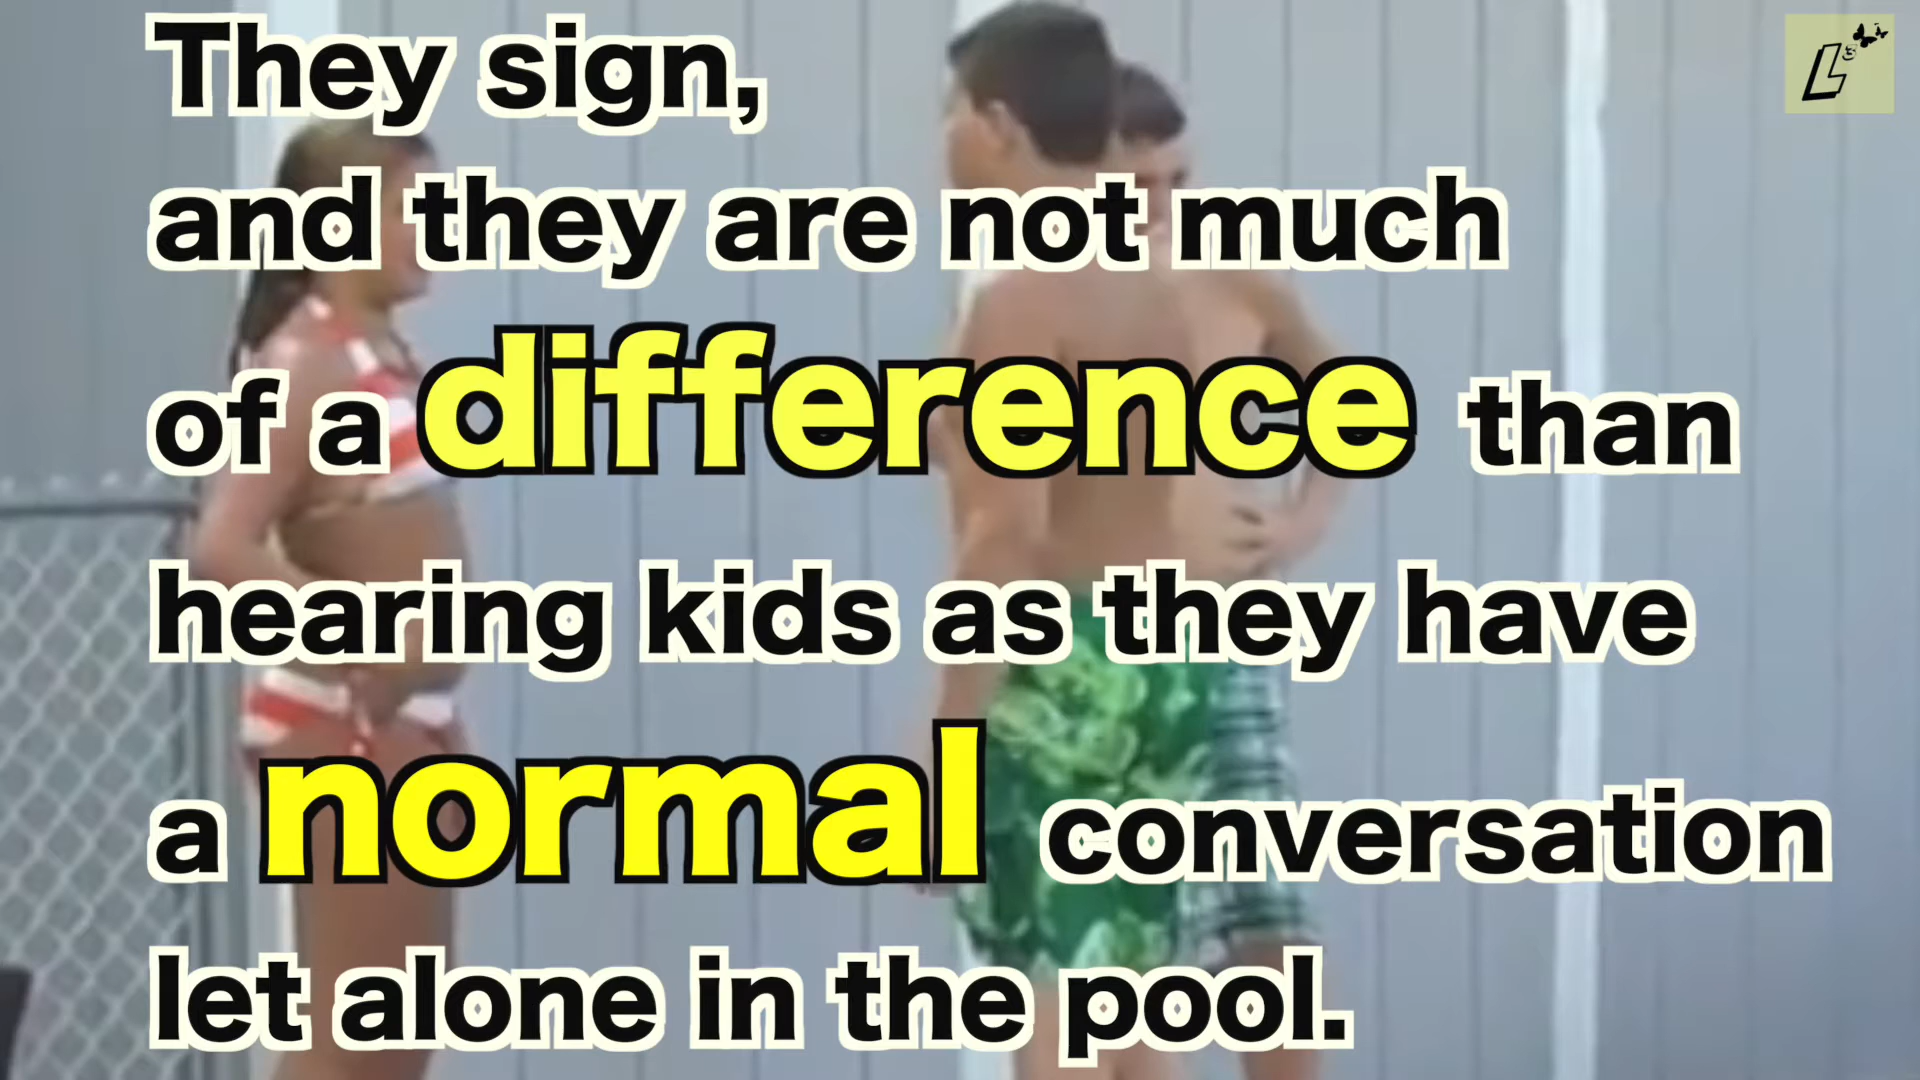 They sign,
and they are not much
of a difference than
hearing kids as they have
a normal conversation
let alone in the pool.
L3